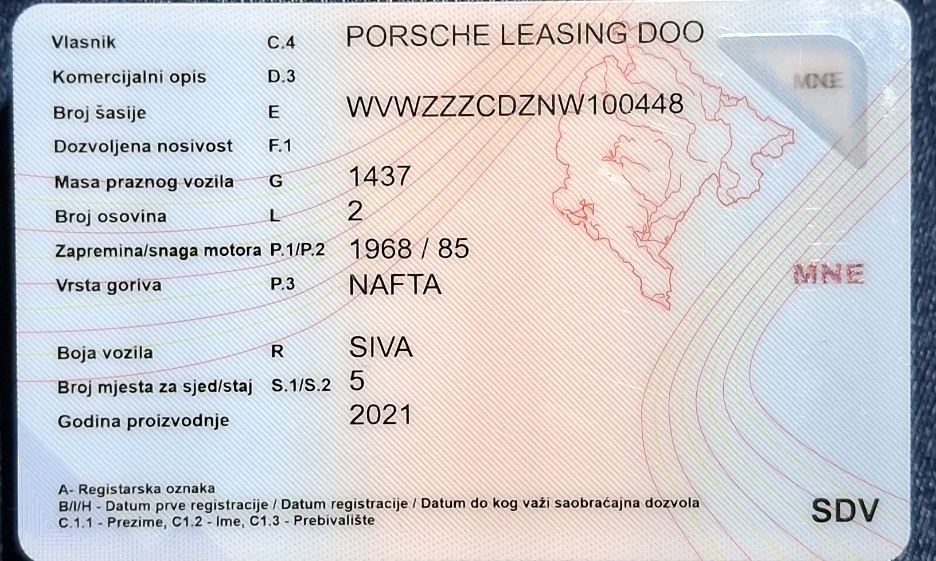 Vlasnik C.4 PORSCHE LEASING DOO
MNE
Komercijalni opis D.3
Broj šasije E WVWZZZCDZNW100448
Dozvoljena nosivost F.1
Masa praznog vozila G 1437
Broj osovina L 2
Zapremina/snaga motora P.1/P.2 1968 / 85
MNE
Vrsta goriva P.3 NAFTA
Boja vozila R SIVA
Broj mjesta za sjed/staj S.1/S.2 5
Godina proizvodnje 2021
A- Registarska oznaka
B/I/H - Datum prve registracije / Datum registracije / Datum do kog važi saobraćajna dozvola
C.1.1 - Prezime, C1.2 - Ime, C1.3 - Prebivalište
SDV